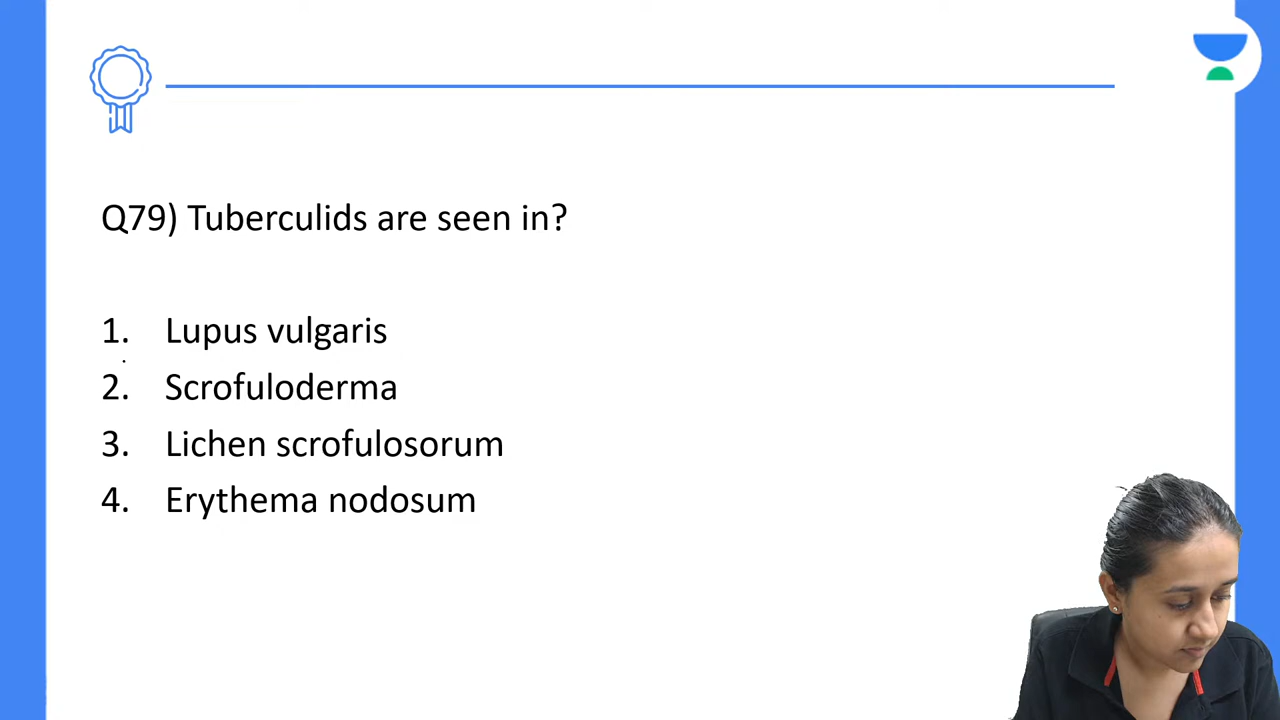 Q79) Tuberculids are seen in?
1. Lupus vulgaris
2. Scrofuloderma
3. Lichen scrofulosorum
4. Erythema nodosum